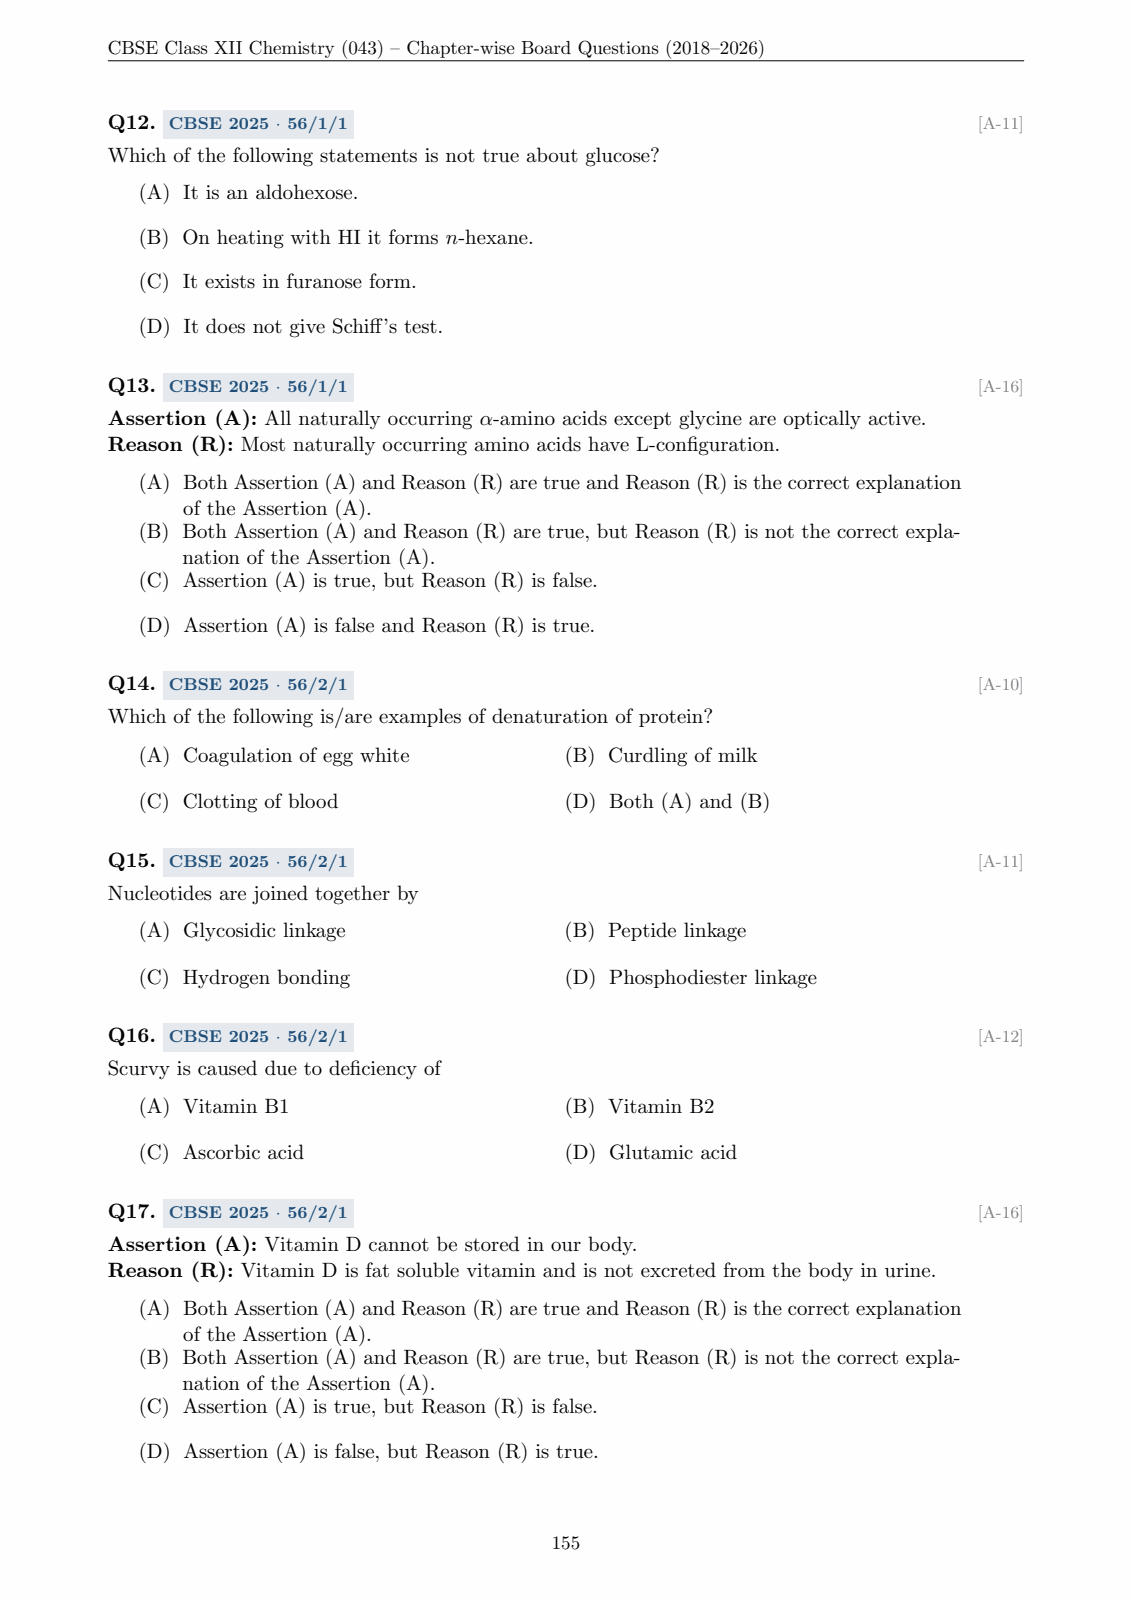 CBSE Class XII Chemistry (043) – Chapter-wise Board Questions (2018–2026)
Q12. CBSE 2025 · 56/1/1 [A-11]
Which of the following statements is not true about glucose?
(A) It is an aldohexose.
(B) On heating with HI it forms n-hexane.
(C) It exists in furanose form.
(D) It does not give Schiff's test.
Q13. CBSE 2025 · 56/1/1 [A-16]
Assertion (A): All naturally occurring α-amino acids except glycine are optically active.
Reason (R): Most naturally occurring amino acids have L-configuration.
(A) Both Assertion (A) and Reason (R) are true and Reason (R) is the correct explanation
of the Assertion (A).
(B) Both Assertion (A) and Reason (R) are true, but Reason (R) is not the correct expla-
nation of the Assertion (A).
(C) Assertion (A) is true, but Reason (R) is false.
(D) Assertion (A) is false and Reason (R) is true.
Q14. CBSE 2025 · 56/2/1 [A-10]
Which of the following is/are examples of denaturation of protein?
(A) Coagulation of egg white (B) Curdling of milk
(C) Clotting of blood (D) Both (A) and (B)
Q15. CBSE 2025 · 56/2/1 [A-11]
Nucleotides are joined together by
(A) Glycosidic linkage (B) Peptide linkage
(C) Hydrogen bonding (D) Phosphodiester linkage
Q16. CBSE 2025 · 56/2/1 [A-12]
Scurvy is caused due to deficiency of
(A) Vitamin B1 (B) Vitamin B2
(C) Ascorbic acid (D) Glutamic acid
Q17. CBSE 2025 · 56/2/1 [A-16]
Assertion (A): Vitamin D cannot be stored in our body.
Reason (R): Vitamin D is fat soluble vitamin and is not excreted from the body in urine.
(A) Both Assertion (A) and Reason (R) are true and Reason (R) is the correct explanation
of the Assertion (A).
(B) Both Assertion (A) and Reason (R) are true, but Reason (R) is not the correct expla-
nation of the Assertion (A).
(C) Assertion (A) is true, but Reason (R) is false.
(D) Assertion (A) is false, but Reason (R) is true.
155